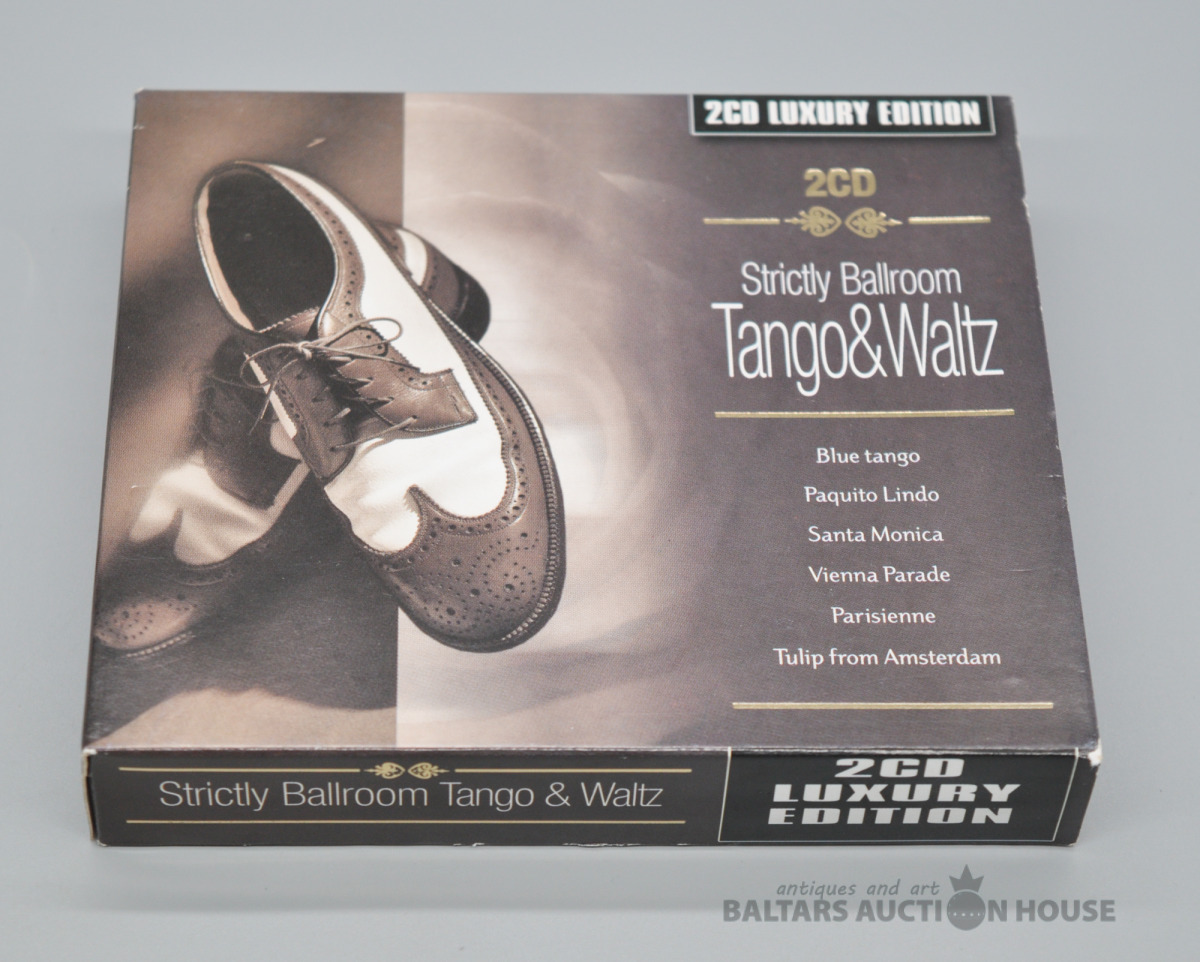 2CD LUXURY EDITION
2CD
Strictly Ballroom
Tango&Waltz
Blue tango
Paquito Lindo
Santa Monica
Vienna Parade
Parisienne
Tulip from Amsterdam
Strictly Ballroom Tango & Waltz
2CD
LUXURY
EDITION
antiques and art
BALTARS AUCTION HOUSE